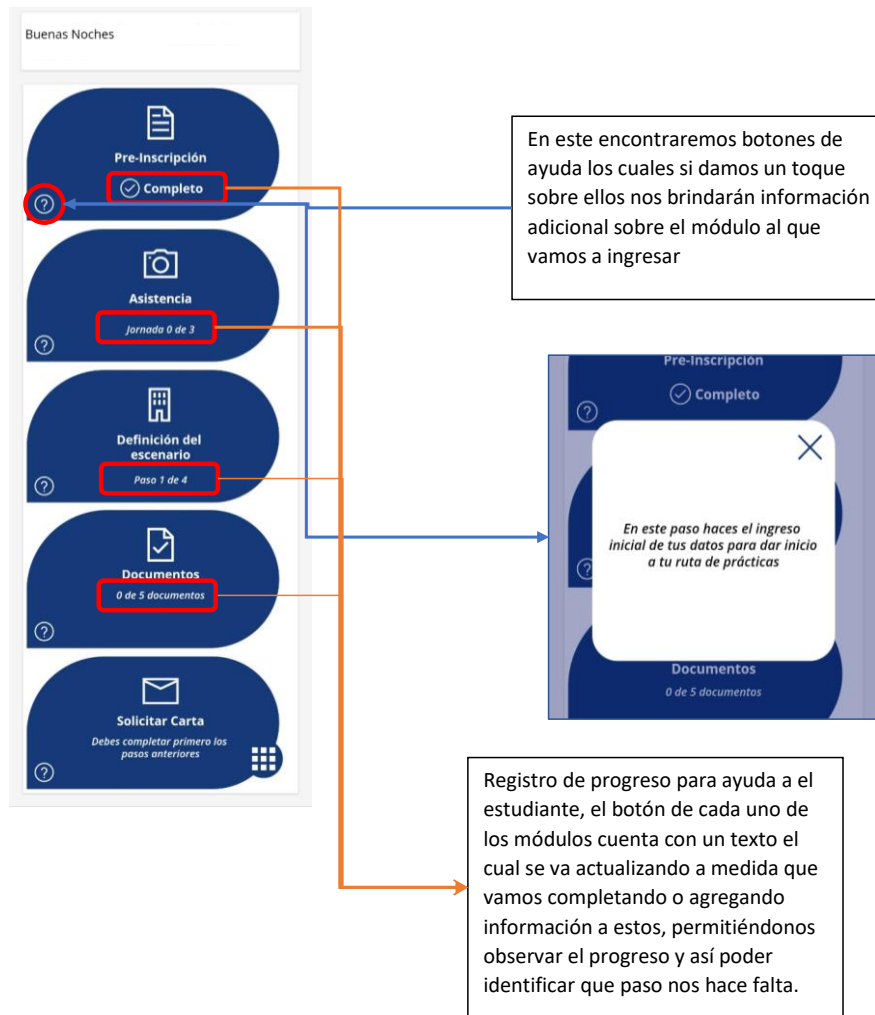 Buenas Noches
Pre-Inscripción
Completo
?
Asistencia
Jornada 0 de 3
?
Definición del
escenario
Paso 1 de 4
?
Documentos
0 de 5 documentos
?
Solicitar Carta
Debes completar primero los
pasos anteriores
?
En este encontraremos botones de
ayuda los cuales si damos un toque
sobre ellos nos brindarán información
adicional sobre el módulo al que
vamos a ingresar
Pre-Inscripción
Completo
?
En este paso haces el ingreso
inicial de tus datos para dar inicio
a tu ruta de prácticas
?
Documentos
0 de 5 documentos
Registro de progreso para ayuda a el
estudiante, el botón de cada uno de
los módulos cuenta con un texto el
cual se va actualizando a medida que
vamos completando o agregando
información a estos, permitiéndonos
observar el progreso y así poder
identificar que paso nos hace falta.